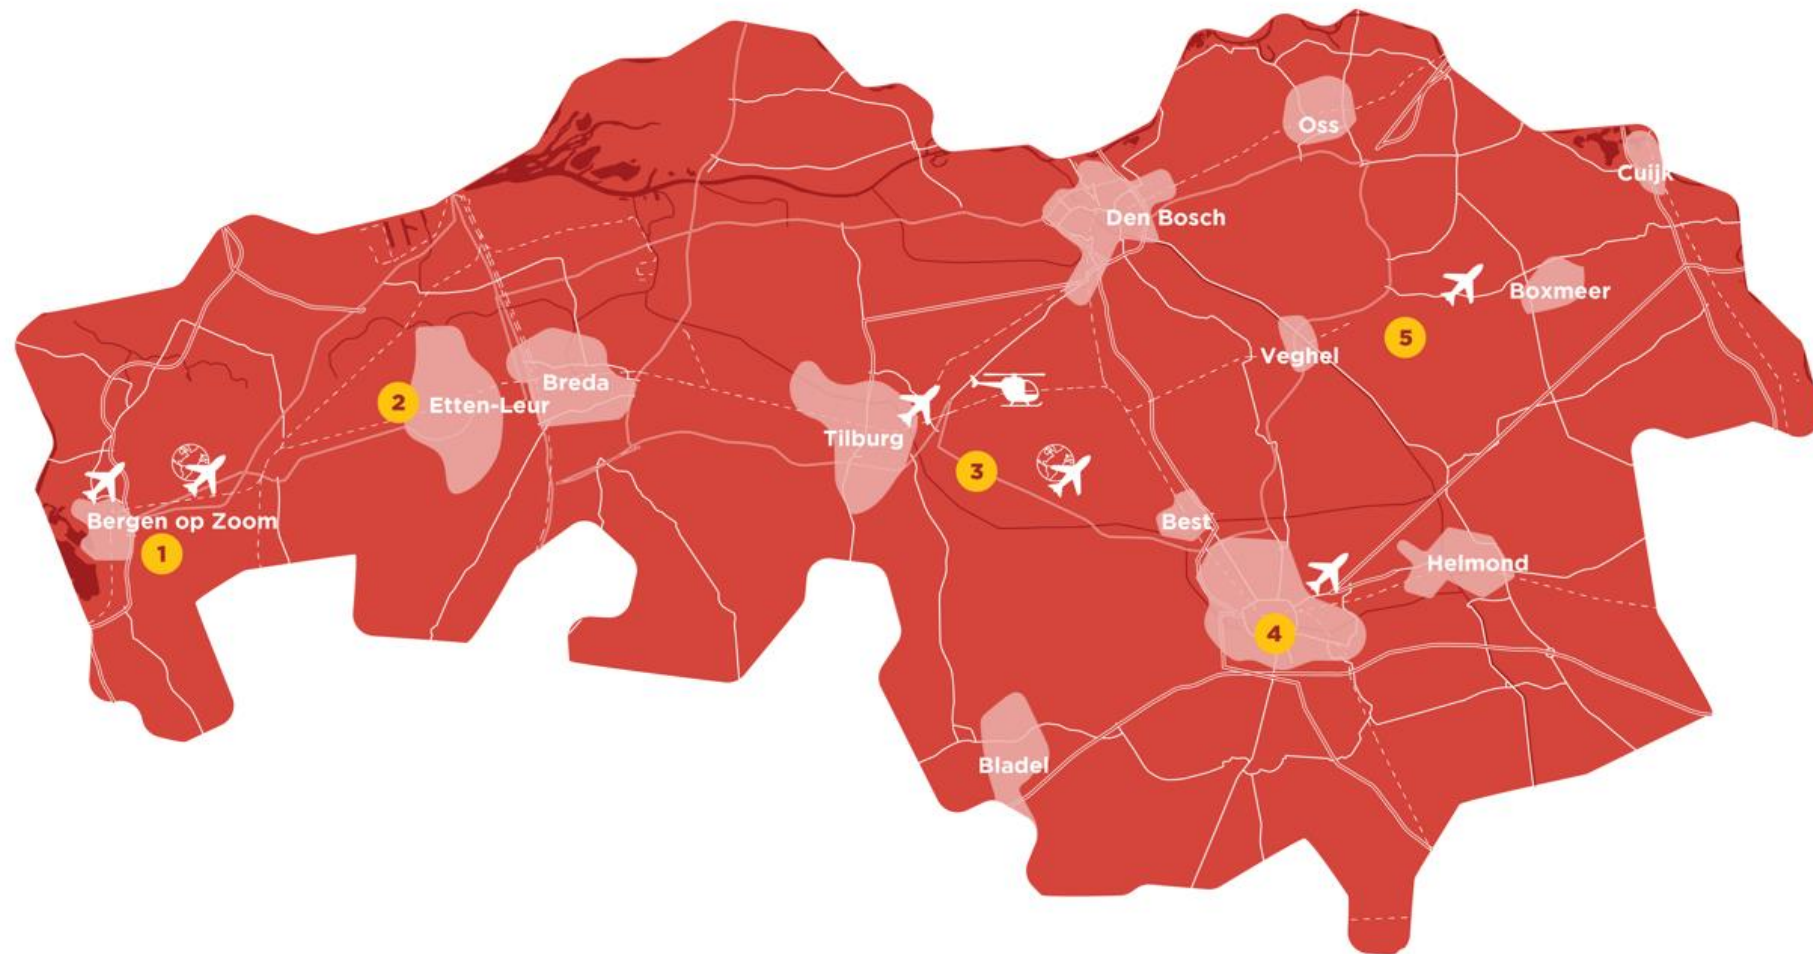 Oss
Cuijk
Den Bosch
Boxmeer
5
Veghel
Breda
2
Etten-Leur
Tilburg
3
Bergen op Zoom
Best
1
Helmond
4
Bladel